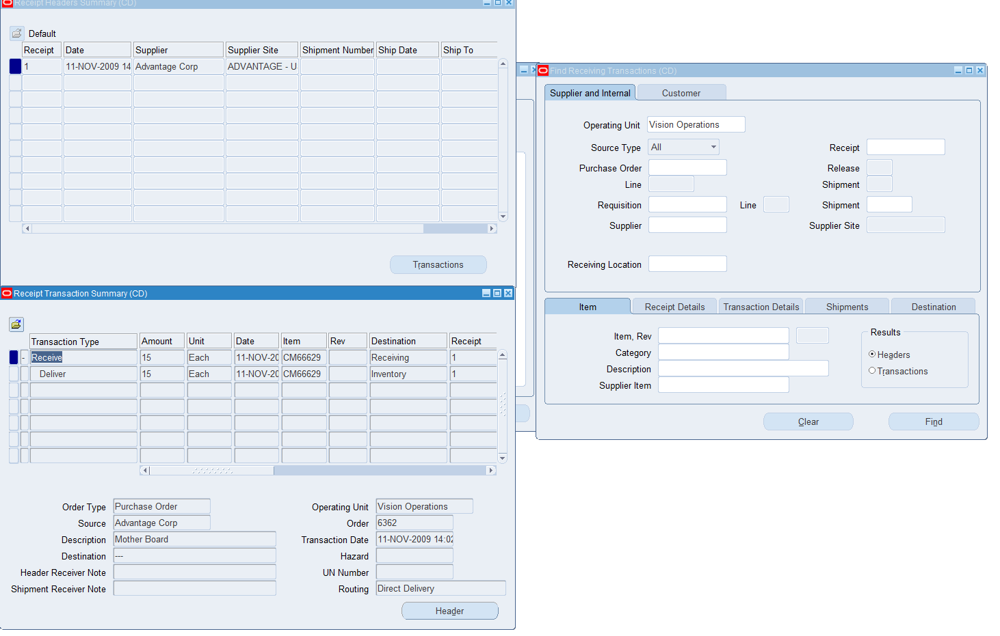 Receipt Headers Summary (CD)
Default
Receipt Date Supplier Supplier Site Shipment Number Ship Date Ship To
1 11-NOV-2009 14 Advantage Corp ADVANTAGE - U
Transactions
Receipt Transaction Summary (CD)
Transaction Type Amount Unit Date Item Rev Destination Receipt
- Receive 15 Each 11-NOV-20 CM66629 Receiving 1
Deliver 15 Each 11-NOV-20 CM66629 Inventory 1
Order Type Purchase Order Operating Unit Vision Operations
Source Advantage Corp Order 6362
Description Mother Board Transaction Date 11-NOV-2009 14:02
Destination --- Hazard
Header Receiver Note UN Number
Shipment Receiver Note Routing Direct Delivery
Header
Find Receiving Transactions (CD)
Supplier and Internal Customer
Operating Unit Vision Operations
Source Type All Receipt
Purchase Order Release
Line Shipment
Requisition Line Shipment
Supplier Supplier Site
Receiving Location
Item Receipt Details Transaction Details Shipments Destination
Item, Rev Results
Category Headers
Description Transactions
Supplier Item
Clear Find